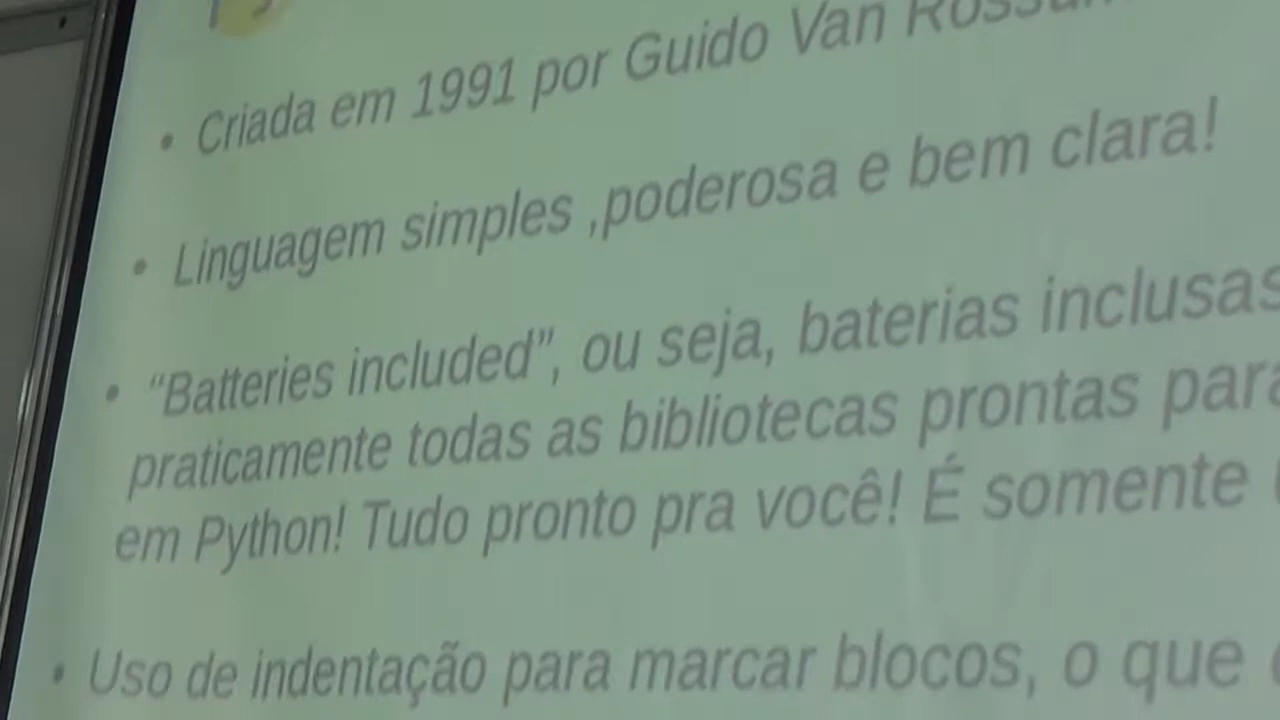 • Criada em 1991 por Guido Van
• Linguagem simples ,poderosa e bem clara!
• “Batteries included”, ou seja, baterias inclusas
praticamente todas as bibliotecas prontas para
em Python! Tudo pronto pra você! É somente
• Uso de indentação para marcar blocos, o que